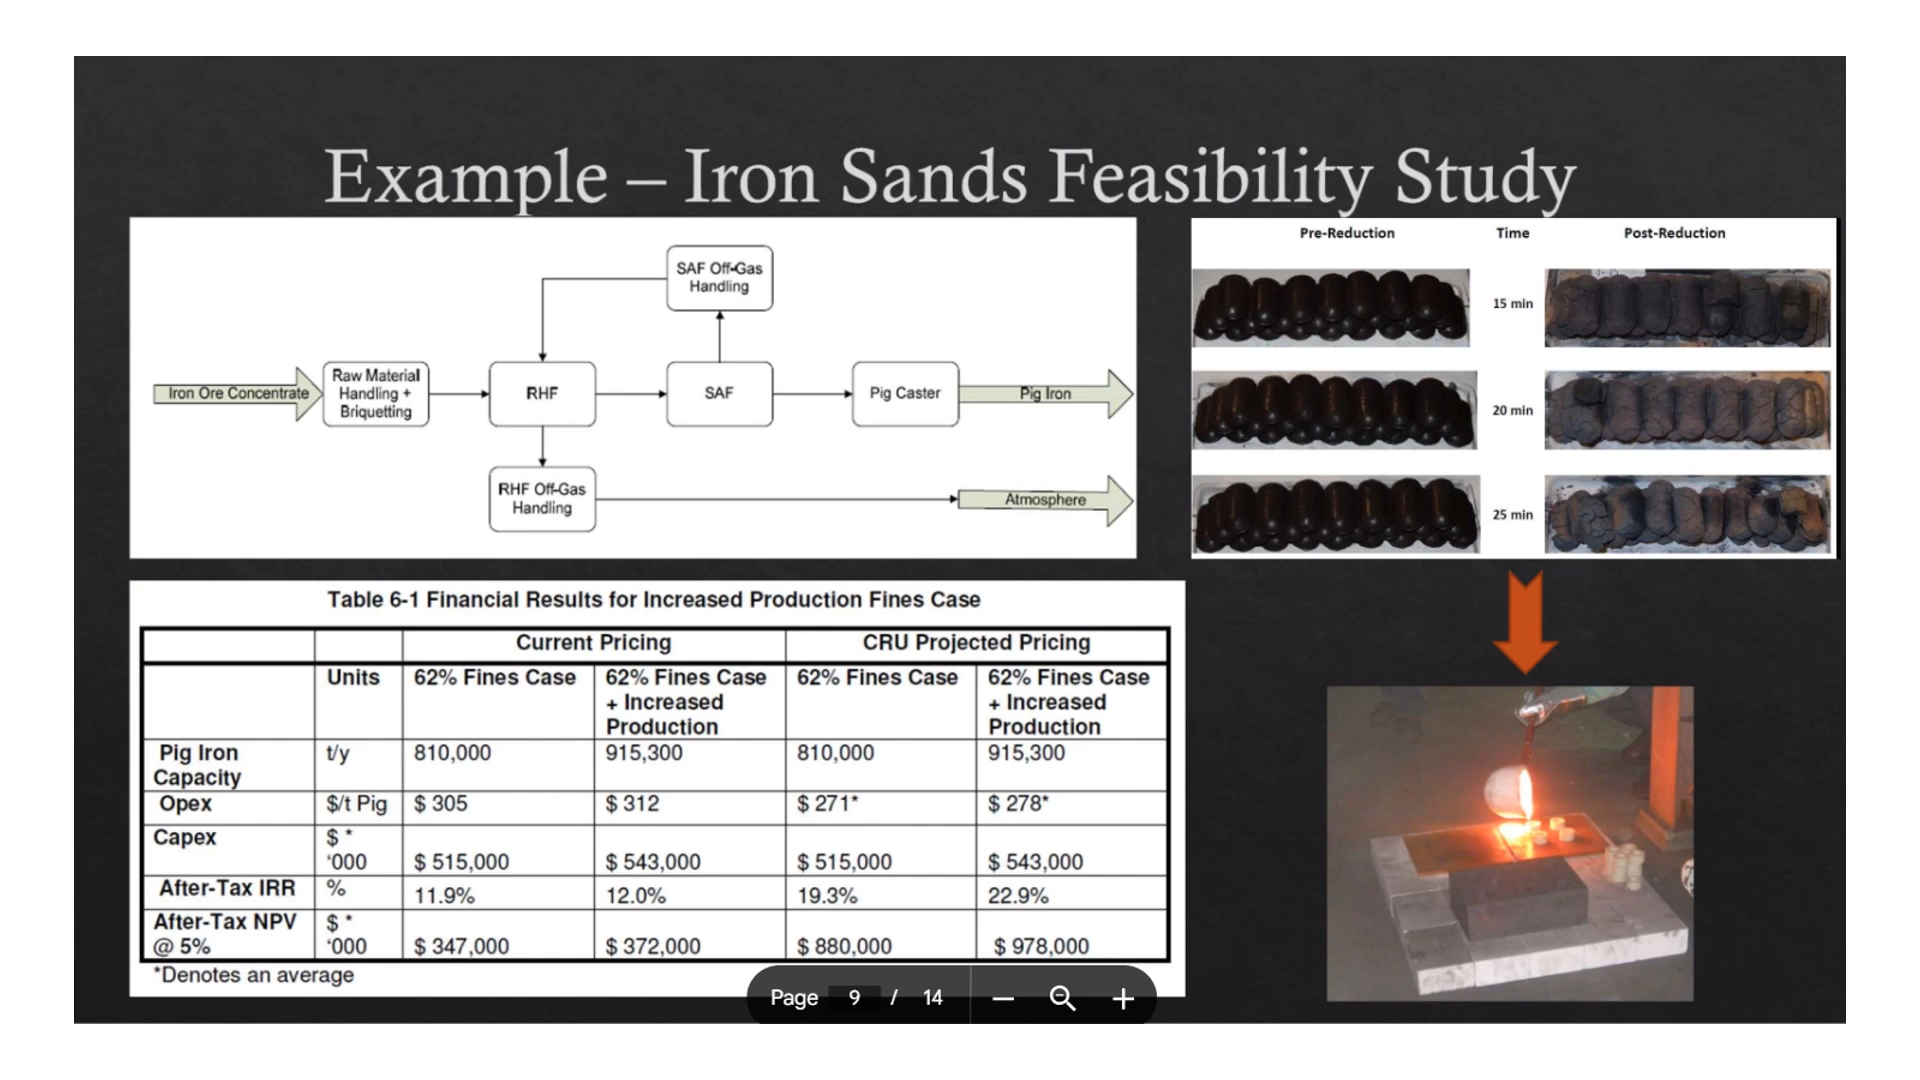 Example – Iron Sands Feasibility Study
SAF Off-Gas
Handling
Iron Ore Concentrate
Raw Material
Handling +
Briquetting
RHF
SAF
Pig Caster
Pig Iron
RHF Off-Gas
Handling
Atmosphere
Pre-Reduction Time Post-Reduction
15 min
20 min
25 min
Table 6-1 Financial Results for Increased Production Fines Case
Current Pricing CRU Projected Pricing
Units 62% Fines Case 62% Fines Case + Increased Production 62% Fines Case 62% Fines Case + Increased Production
Pig Iron Capacity t/y 810,000 915,300 810,000 915,300
Opex $/t Pig $ 305 $ 312 $ 271* $ 278*
Capex $ * ‘000 $ 515,000 $ 543,000 $ 515,000 $ 543,000
After-Tax IRR % 11.9% 12.0% 19.3% 22.9%
After-Tax NPV @ 5% $ * ‘000 $ 347,000 $ 372,000 $ 880,000 $ 978,000
*Denotes an average
Page 9 / 14